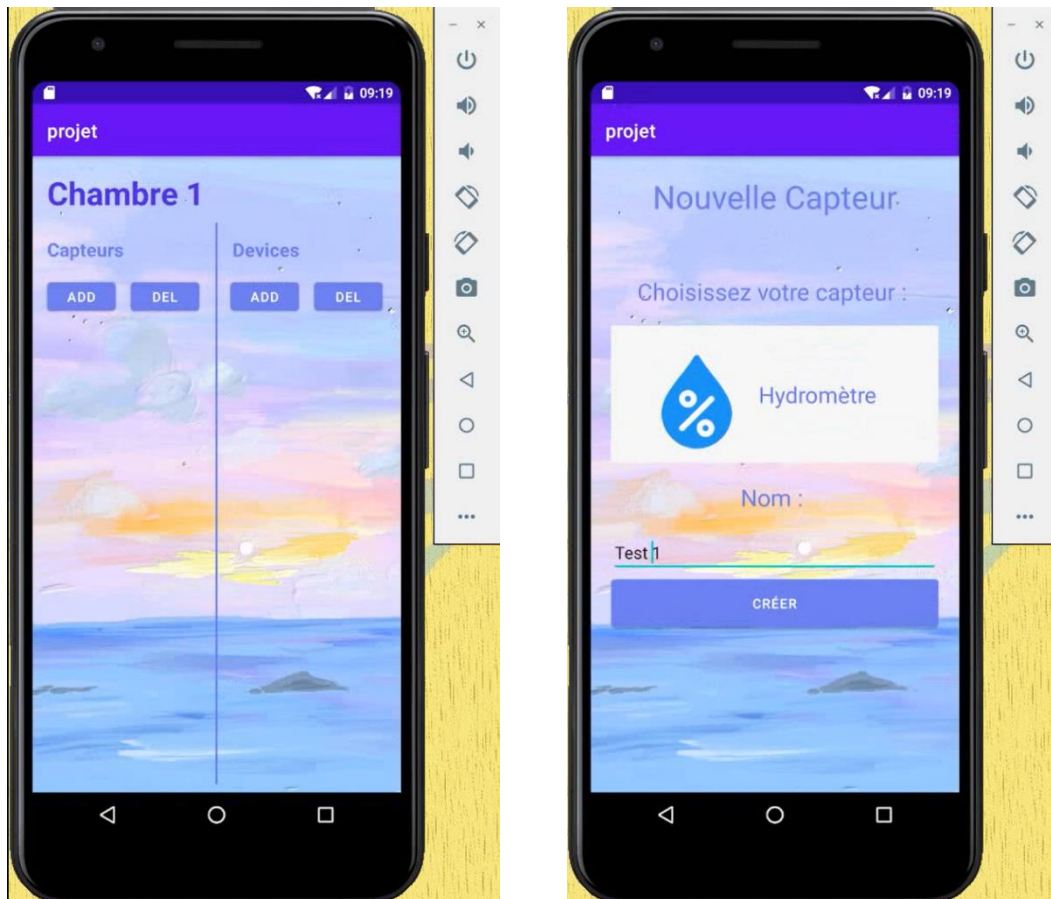 09:19
projet
Chambre 1
Capteurs
Devices
ADD
DEL
ADD
DEL
09:19
projet
Nouvelle Capteur
Choisissez votre capteur :
%
Hydromètre
Nom :
Test 1
CRÉER